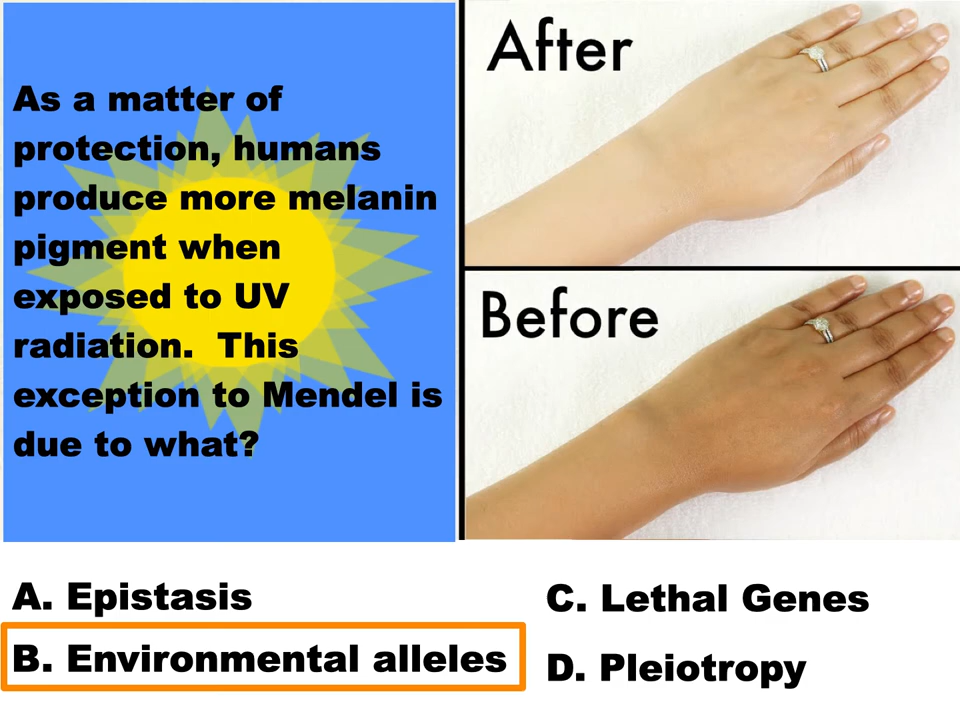 As a matter of
protection, humans
produce more melanin
pigment when
exposed to UV
radiation.  This
exception to Mendel is
due to what?
After
Before
A. Epistasis
B. Environmental alleles
C. Lethal Genes
D. Pleiotropy